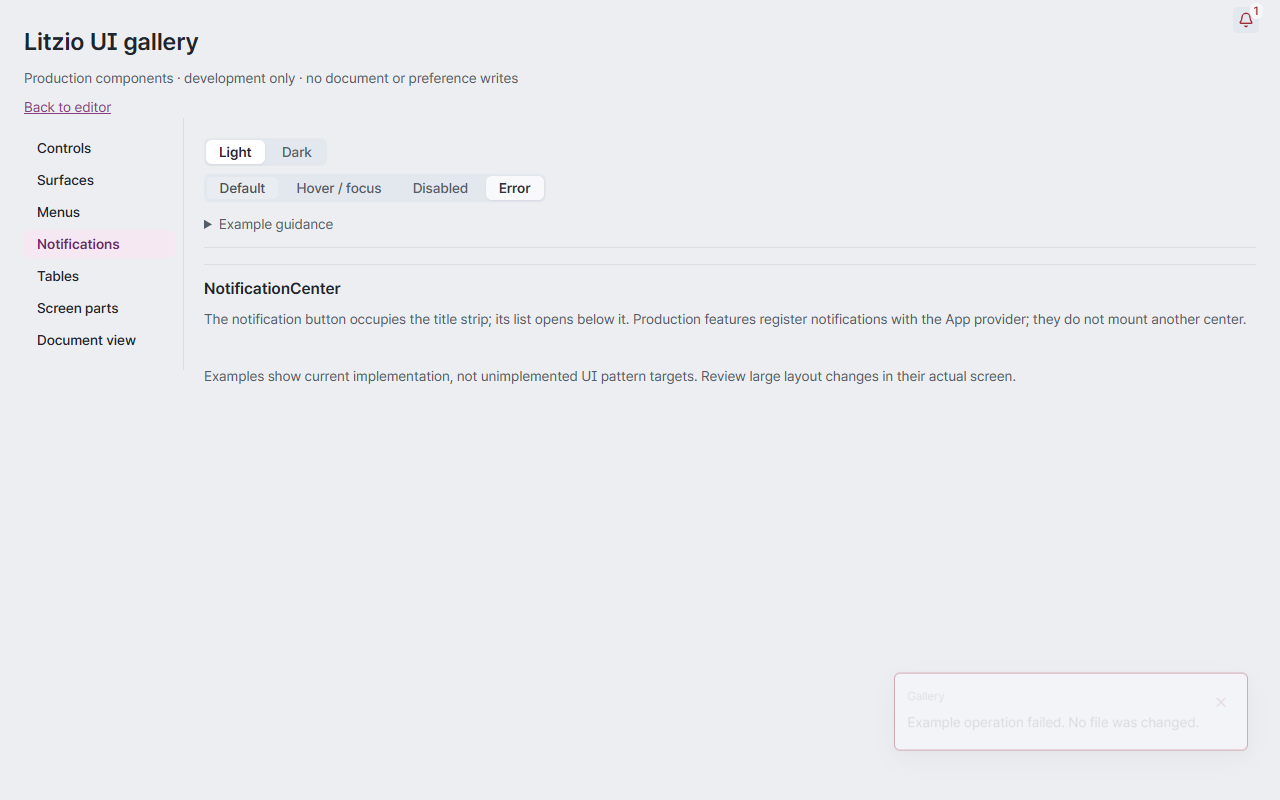 Litzio UI gallery
1
Production components · development only · no document or preference writes
Back to editor
Controls
Surfaces
Menus
Notifications
Tables
Screen parts
Document view
Light Dark
Default Hover / focus Disabled Error
Example guidance
NotificationCenter
The notification button occupies the title strip; its list opens below it. Production features register notifications with the App provider; they do not mount another center.
Examples show current implementation, not unimplemented UI pattern targets. Review large layout changes in their actual screen.
Gallery
Example operation failed. No file was changed.